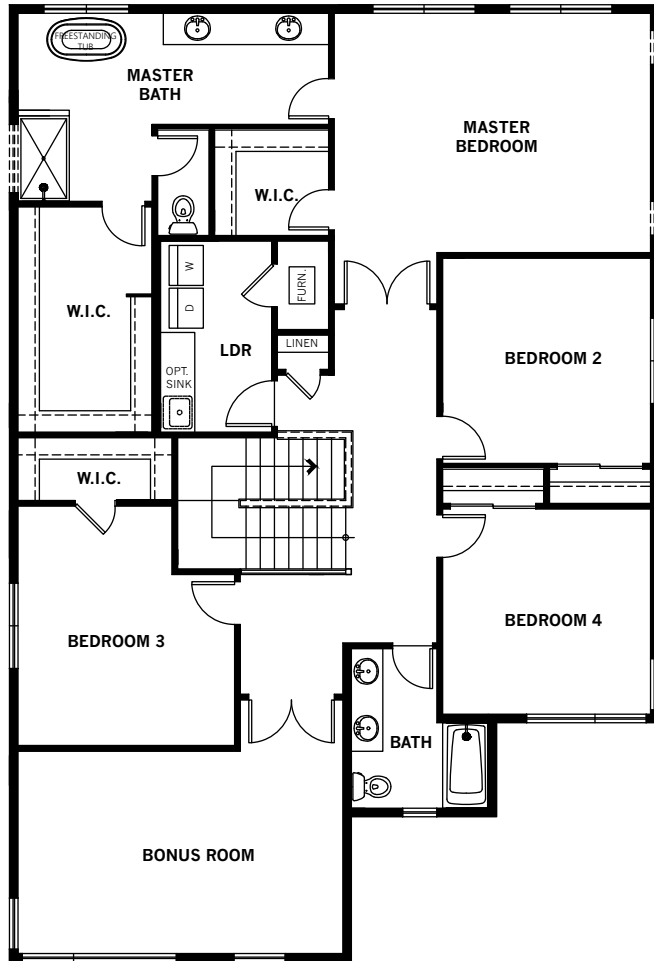 FREESTANDING
TUB
MASTER
BATH
MASTER
BEDROOM
W.I.C.
W
D
FURN.
W.I.C.
LDR
LINEN
OPT.
SINK
BEDROOM 2
W.I.C.
BEDROOM 3
BEDROOM 4
BATH
BONUS ROOM